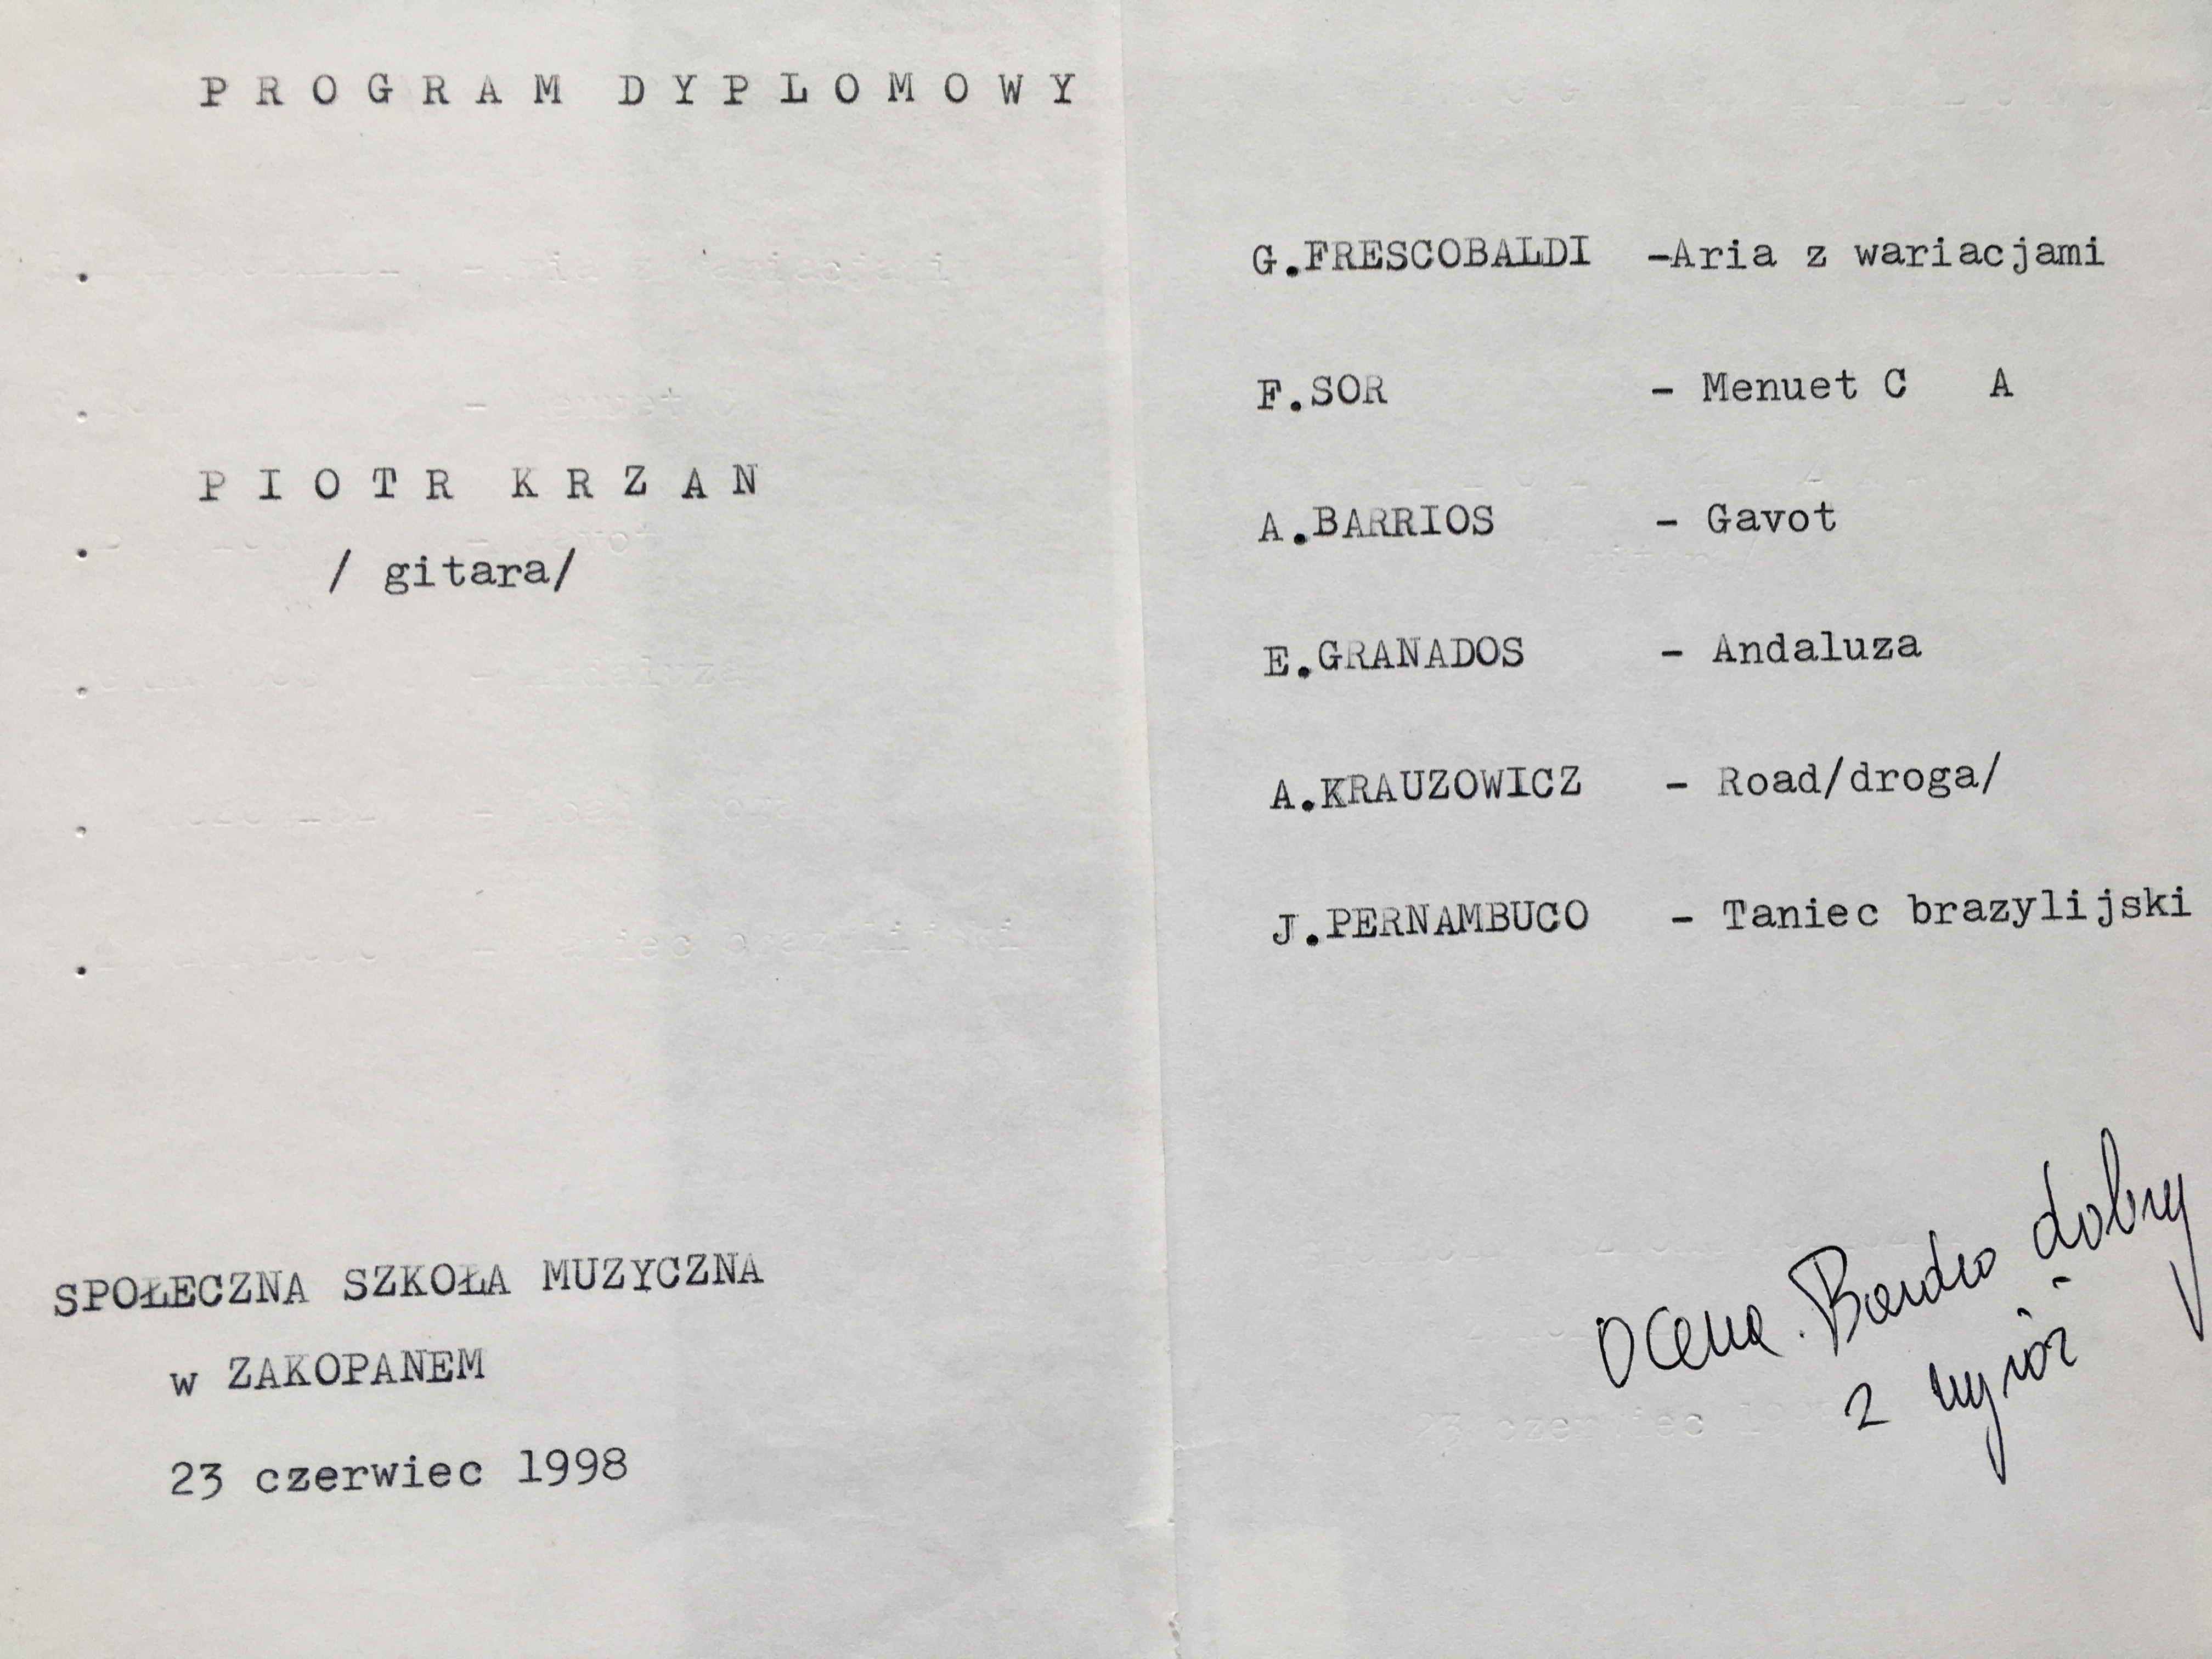 P R O G R A M  D Y P L O M O W Y
P I O T R  K R Z A N
/ gitara/
SPOŁECZNA SZKOŁA MUZYCZNA
w ZAKOPANEM
23 czerwiec 1998
G.FRESCOBALDI -Aria z wariacjami
F.SOR - Menuet C A
A.BARRIOS - Gavot
E.GRANADOS - Andaluza
A.KRAUZOWICZ - Road/droga/
J.PERNAMBUCO - Taniec brazylijski
Ocena. Bardzo dobry
z wyróż